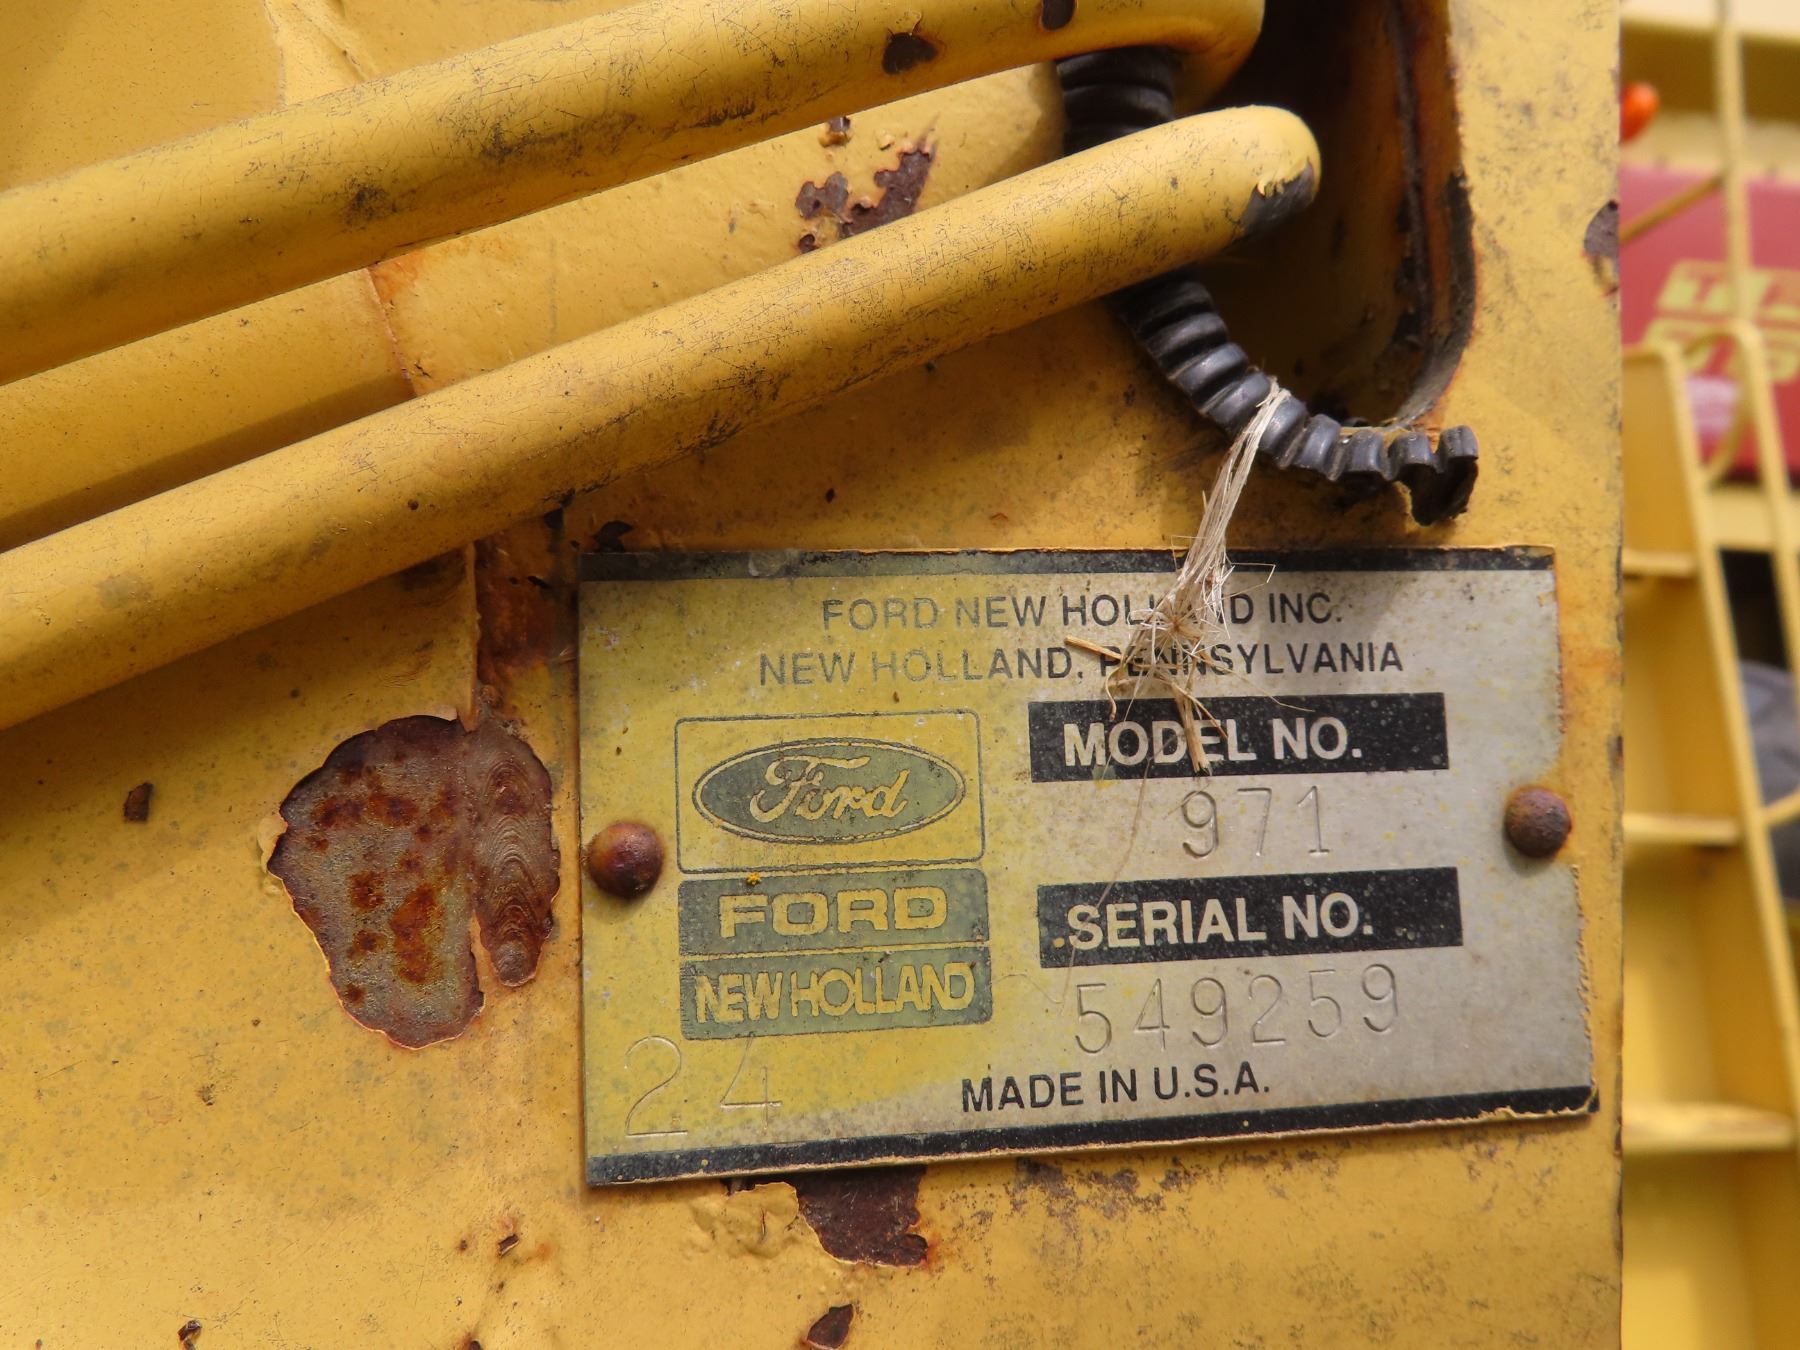 FORD NEW HOLLAND INC.
NEW HOLLAND, PENNSYLVANIA
Ford
FORD
NEW HOLLAND
MODEL NO.
971
SERIAL NO.
549259
24
MADE IN U.S.A.